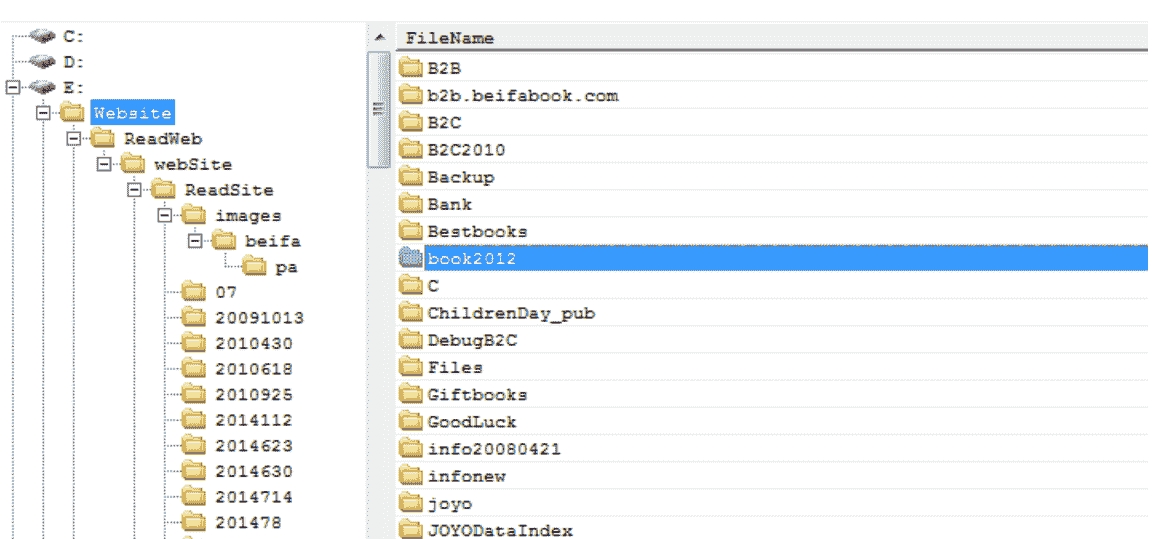 C:
D:
E:
Website
ReadWeb
webSite
ReadSite
images
beifa
pa
07
20091013
2010430
2010618
2010925
2014112
2014623
2014630
2014714
201478
FileName
B2B
b2b.beifabook.com
B2C
B2C2010
Backup
Bank
Bestbooks
book2012
C
ChildrenDay_pub
DebugB2C
Files
Giftbooks
GoodLuck
info20080421
infonew
joyo
JOYODataIndex